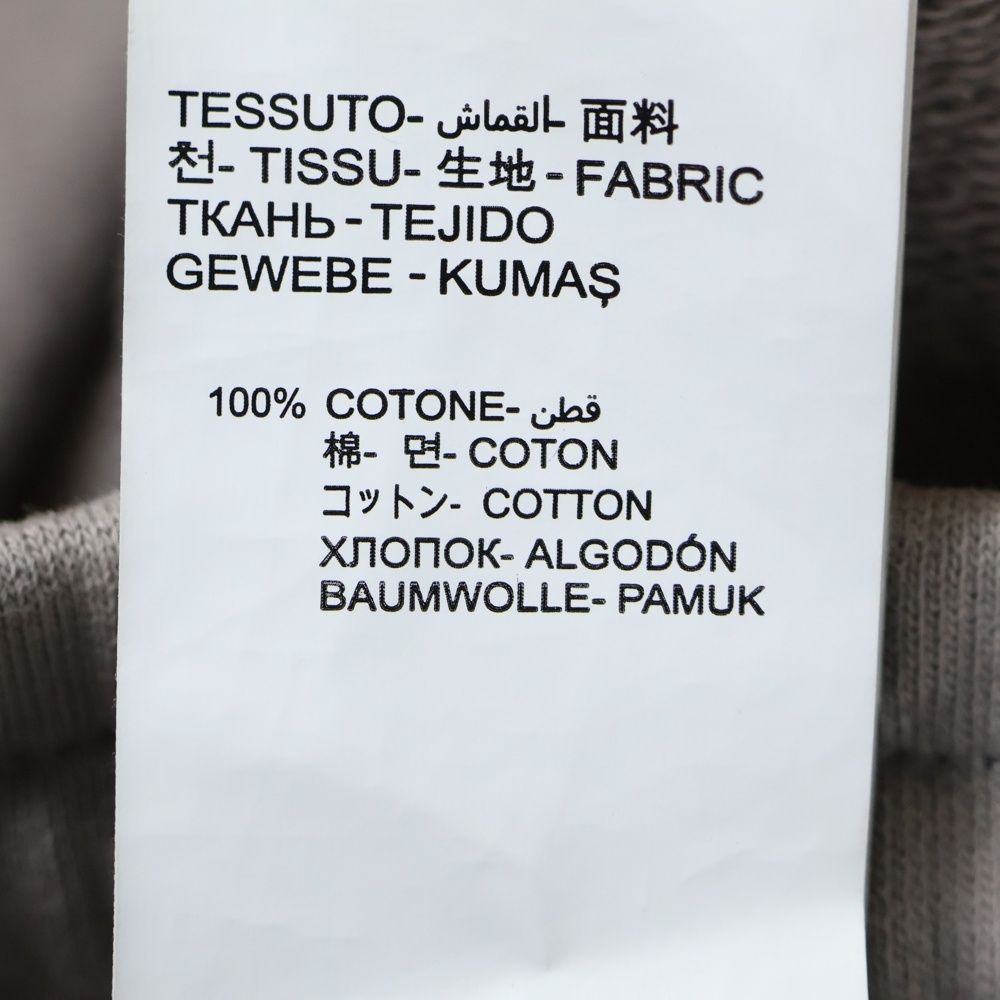 TESSUTO- القماش- 面料
천- TISSU- 生地 - FABRIC
ТКАНЬ - TEJIDO
GEWEBE - KUMAŞ
100% COTONE- قطن
棉- 면- COTON
コットン- COTTON
ХЛОПОК- ALGODÓN
BAUMWOLLE- PAMUK